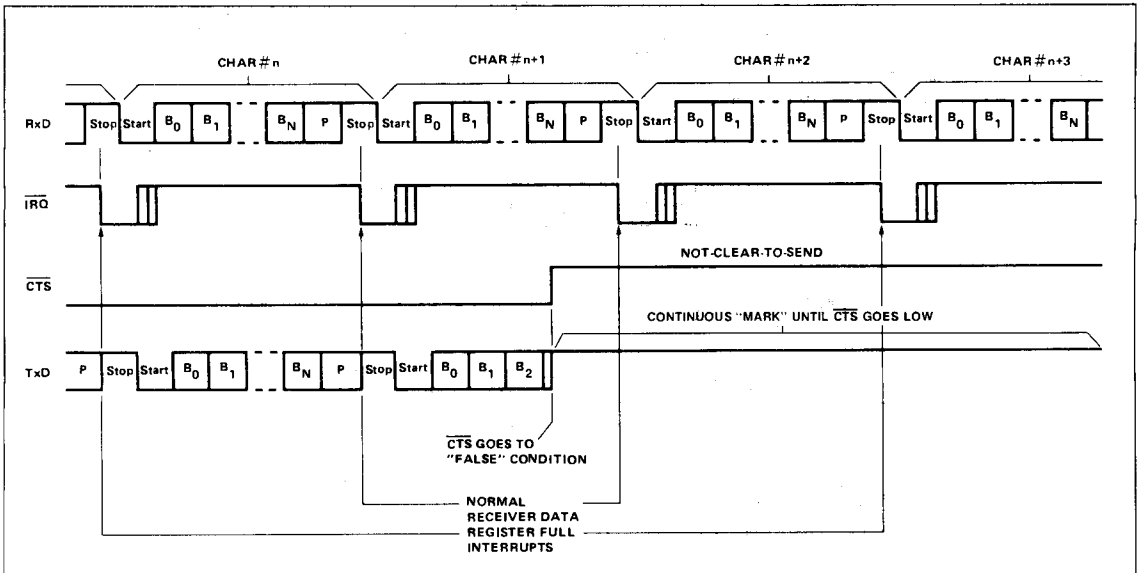 CHAR#n CHAR#n+1 CHAR#n+2 CHAR#n+3
RxD Stop Start B0 B1 BN P Stop Start B0 B1 BN P Stop Start B0 B1 BN P Stop Start B0 B1 BN
IRQ
NOT-CLEAR-TO-SEND
CTS
CONTINUOUS "MARK" UNTIL CTS GOES LOW
TxD P Stop Start B0 B1 BN P Stop Start B0 B1 B2
CTS GOES TO
"FALSE" CONDITION
NORMAL
RECEIVER DATA
REGISTER FULL
INTERRUPTS